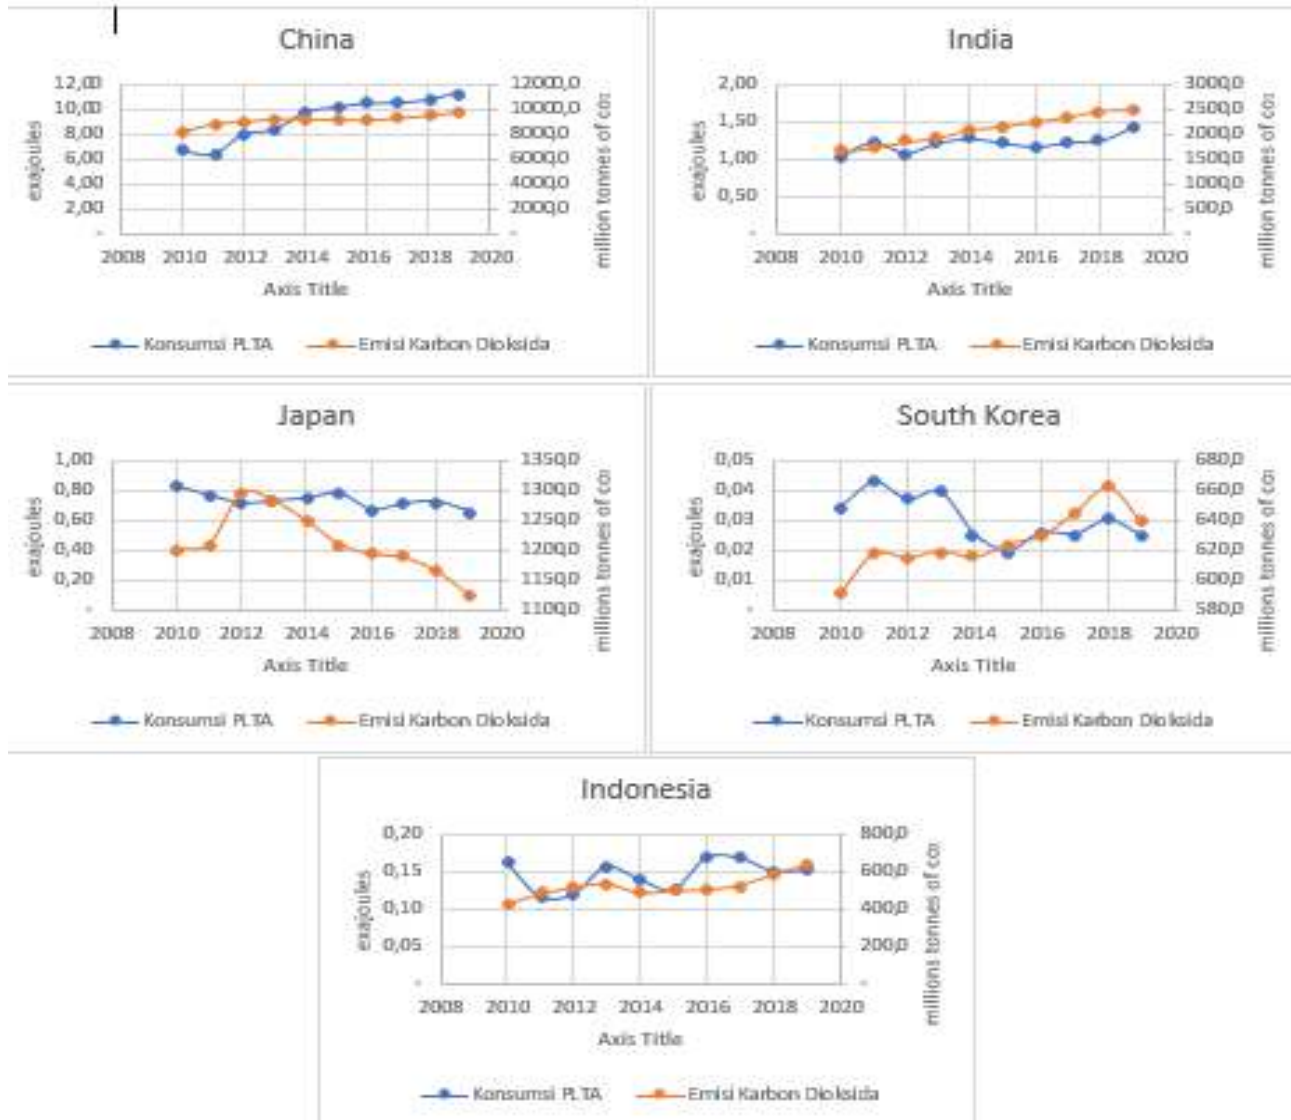 China
12,00
10,00
8,00
6,00
4,00
2,00
-
exajoules
12000,0
10000,0
8000,0
6000,0
4000,0
2000,0
-
million tonnes of co
2008 2010 2012 2014 2016 2018 2020
Axis Title
Konsumsi PLTA Emisi Karbon Dioksida
India
2,00
1,50
1,00
0,50
-
exajoules
3000,0
2500,0
2000,0
1500,0
1000,0
500,0
-
million tonnes of co
2008 2010 2012 2014 2016 2018 2020
Axis Title
Konsumsi PLTA Emisi Karbon Dioksida
Japan
1,00
0,80
0,60
0,40
0,20
-
exajoules
1350,0
1300,0
1250,0
1200,0
1150,0
1100,0
millions tonnes of co
2008 2010 2012 2014 2016 2018 2020
Axis Title
Konsumsi PLTA Emisi Karbon Dioksida
South Korea
0,05
0,04
0,03
0,02
0,01
-
exajoules
680,0
660,0
640,0
620,0
600,0
580,0
millions tonnes of co
2008 2010 2012 2014 2016 2018 2020
Axis Title
Konsumsi PLTA Emisi Karbon Dioksida
Indonesia
0,20
0,15
0,10
0,05
-
exajoules
800,0
600,0
400,0
200,0
-
millions tonnes of co
2008 2010 2012 2014 2016 2018 2020
Axis Title
Konsumsi PLTA Emisi Karbon Dioksida